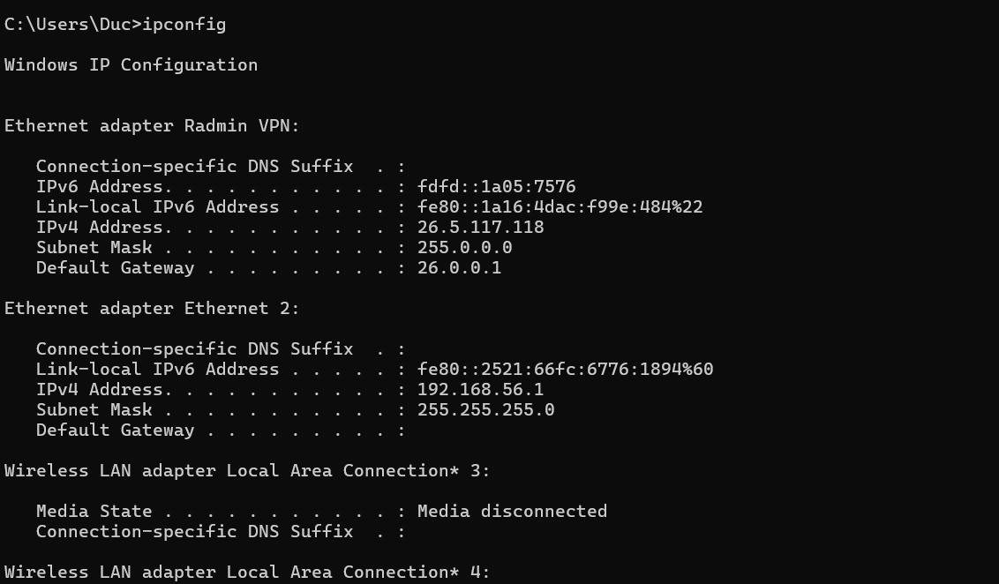 C:\Users\Duc>ipconfig
Windows IP Configuration
Ethernet adapter Radmin VPN:
Connection-specific DNS Suffix  . :
IPv6 Address. . . . . . . . . . . : fdfd::1a05:7576
Link-local IPv6 Address . . . . . : fe80::1a16:4dac:f99e:484%22
IPv4 Address. . . . . . . . . . . : 26.5.117.118
Subnet Mask . . . . . . . . . . . : 255.0.0.0
Default Gateway . . . . . . . . . : 26.0.0.1
Ethernet adapter Ethernet 2:
Connection-specific DNS Suffix  . :
Link-local IPv6 Address . . . . . : fe80::2521:66fc:6776:1894%60
IPv4 Address. . . . . . . . . . . : 192.168.56.1
Subnet Mask . . . . . . . . . . . : 255.255.255.0
Default Gateway . . . . . . . . . :
Wireless LAN adapter Local Area Connection* 3:
Media State . . . . . . . . . . . : Media disconnected
Connection-specific DNS Suffix  . :
Wireless LAN adapter Local Area Connection* 4: